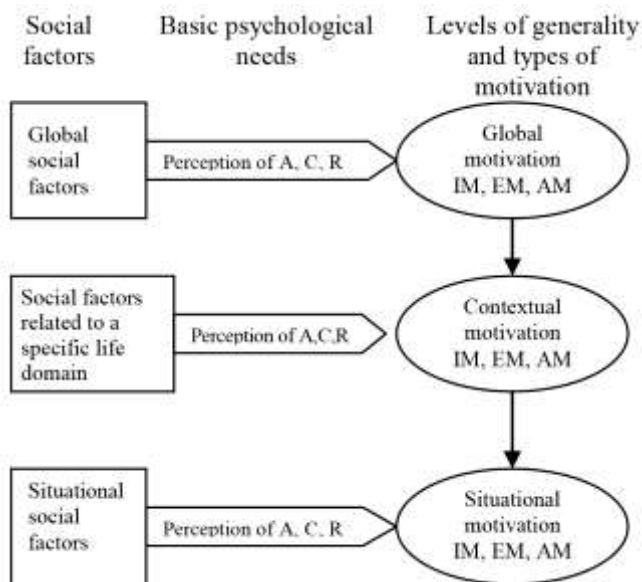 Social
factors
Basic psychological
needs
Levels of generality
and types of
motivation
Global
social
factors
Perception of A, C, R
Global
motivation
IM, EM, AM
Social factors
related to a
specific life
domain
Perception of A,C,R
Contextual
motivation
IM, EM, AM
Situational
social
factors
Perception of A, C, R
Situational
motivation
IM, EM, AM